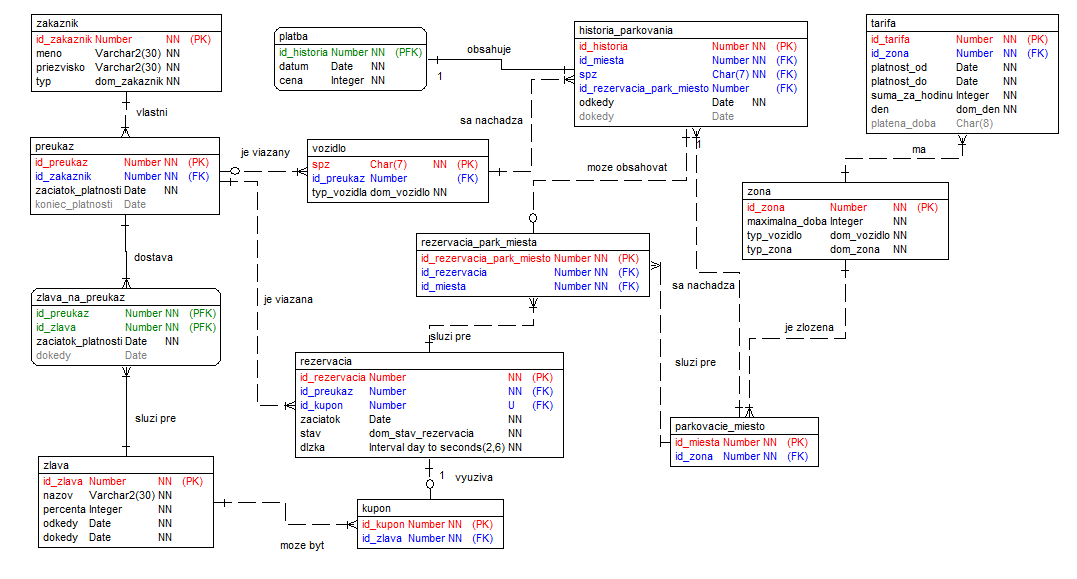 zakaznik
id_zakaznik Number NN (PK)
meno Varchar2(30) NN
priezvisko Varchar2(30) NN
typ dom_zakaznik NN
vlastni
preukaz
id_preukaz Number NN (PK)
id_zakaznik Number NN (FK)
zaciatok_platnosti Date NN
koniec_platnosti Date
dostava
zlava_na_preukaz
id_preukaz Number NN (PFK)
id_zlava Number NN (PFK)
zaciatok_platnosti Date NN
dokedy Date
sluzi pre
zlava
id_zlava Number NN (PK)
nazov Varchar2(30) NN
percenta Integer NN
odkedy Date NN
dokedy Date NN
moze byt
platba
id_historia Number NN (PFK)
datum Date NN
cena Integer NN
obsahuje
1
je viazany
vozidlo
spz Char(7) NN (PK)
id_preukaz Number (FK)
typ_vozidla dom_vozidlo NN
sa nachadza
je viazana
historia_parkovania
id_historia Number NN (PK)
id_miesta Number NN (FK)
spz Char(7) NN (FK)
id_rezervacia_park_miesto Number (FK)
odkedy Date NN
dokedy Date
1
moze obsahovat
rezervacia_park_miesta
id_rezervacia_park_miesto Number NN (PK)
id_rezervacia Number NN (FK)
id_miesta Number NN (FK)
sluzi pre
rezervacia
id_rezervacia Number NN (PK)
id_preukaz Number NN (FK)
id_kupon Number U (FK)
zaciatok Date NN
stav dom_stav_rezervacia NN
dlzka Interval day to seconds(2,6) NN
1
vyuziva
kupon
id_kupon Number NN (PK)
id_zlava Number NN (FK)
tarifa
id_tarifa Number NN (PK)
id_zona Number NN (FK)
platnost_od Date NN
platnost_do Date NN
suma_za_hodinu Integer NN
den dom_den NN
platena_doba Char(8)
ma
zona
id_zona Number NN (PK)
maximalna_doba Integer NN
typ_vozidlo dom_vozidlo NN
typ_zona dom_zona NN
sa nachadza
je zlozena
sluzi pre
parkovacie_miesto
id_miesta Number NN (PK)
id_zona Number NN (FK)